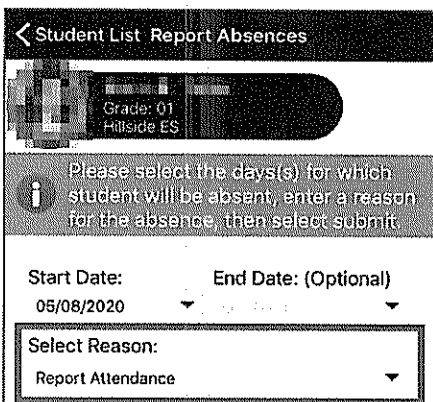 Student List Report Absences
Grade: 01
Hillside ES
Please select the days(s) for which
student will be absent, enter a reason
for the absence, then select submit.
Start Date: End Date: (Optional)
05/08/2020
Select Reason:
Report Attendance